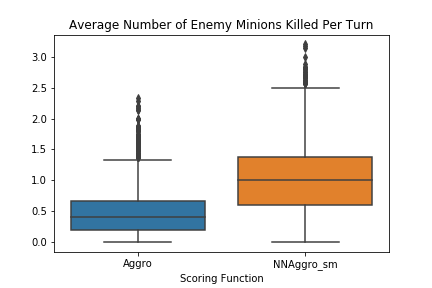 Average Number of Enemy Minions Killed Per Turn
3.0
2.5
2.0
1.5
1.0
0.5
0.0
Aggro NNAggro_sm
Scoring Function